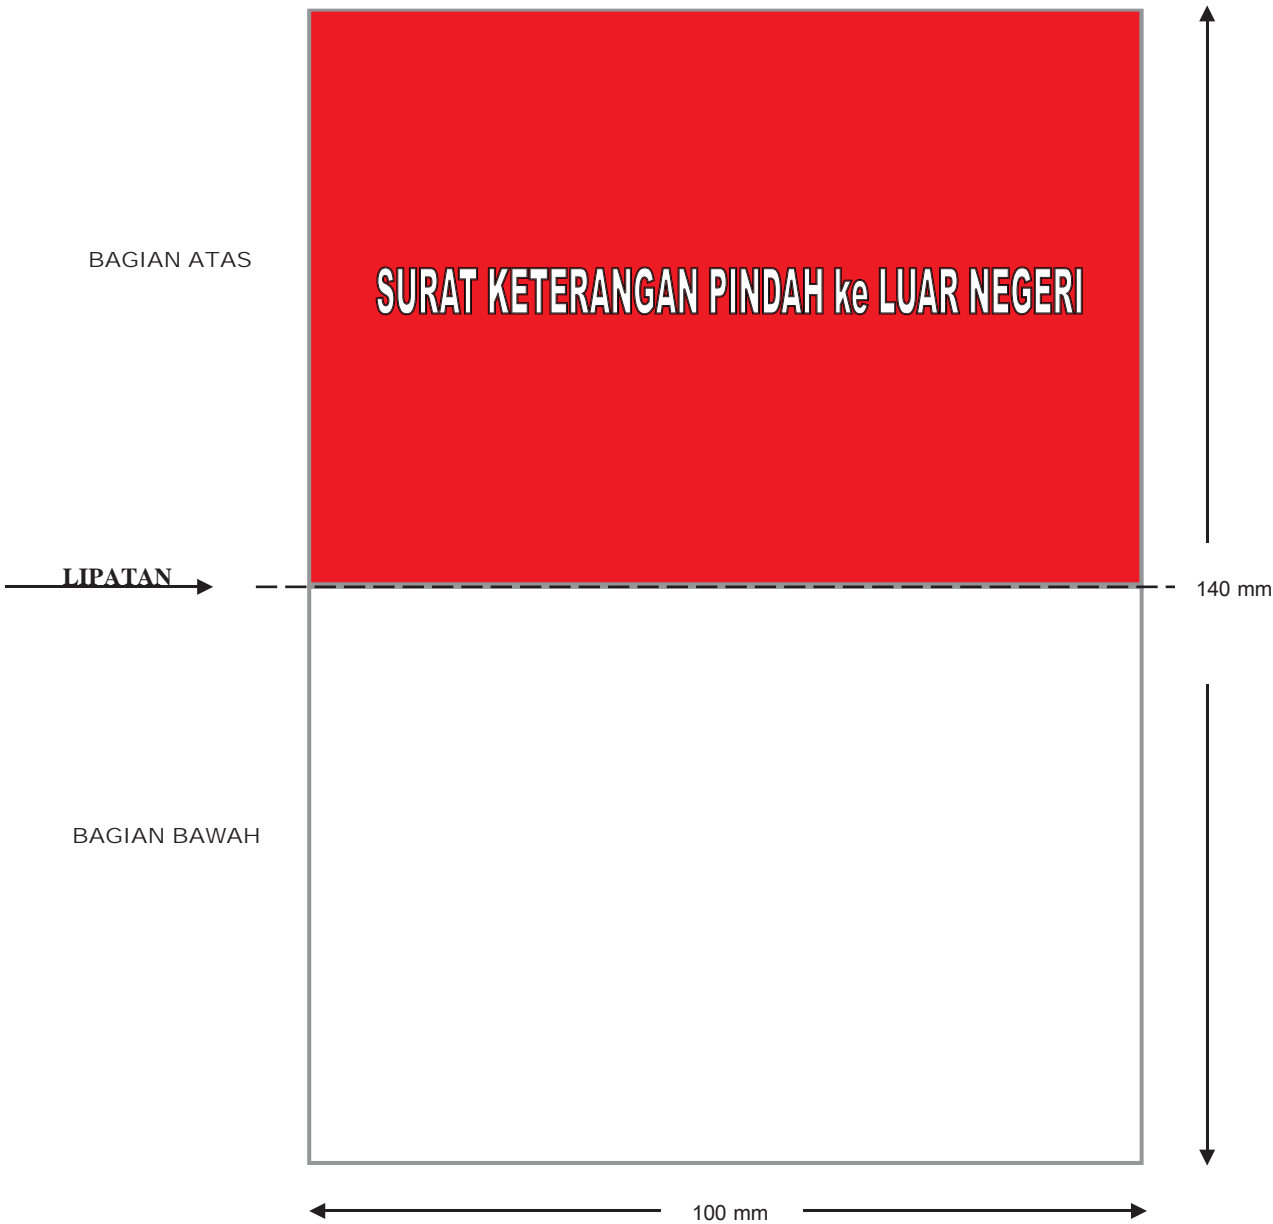 BAGIAN ATAS
SURAT KETERANGAN PINDAH ke LUAR NEGERI
LIPATAN
140 mm
BAGIAN BAWAH
100 mm